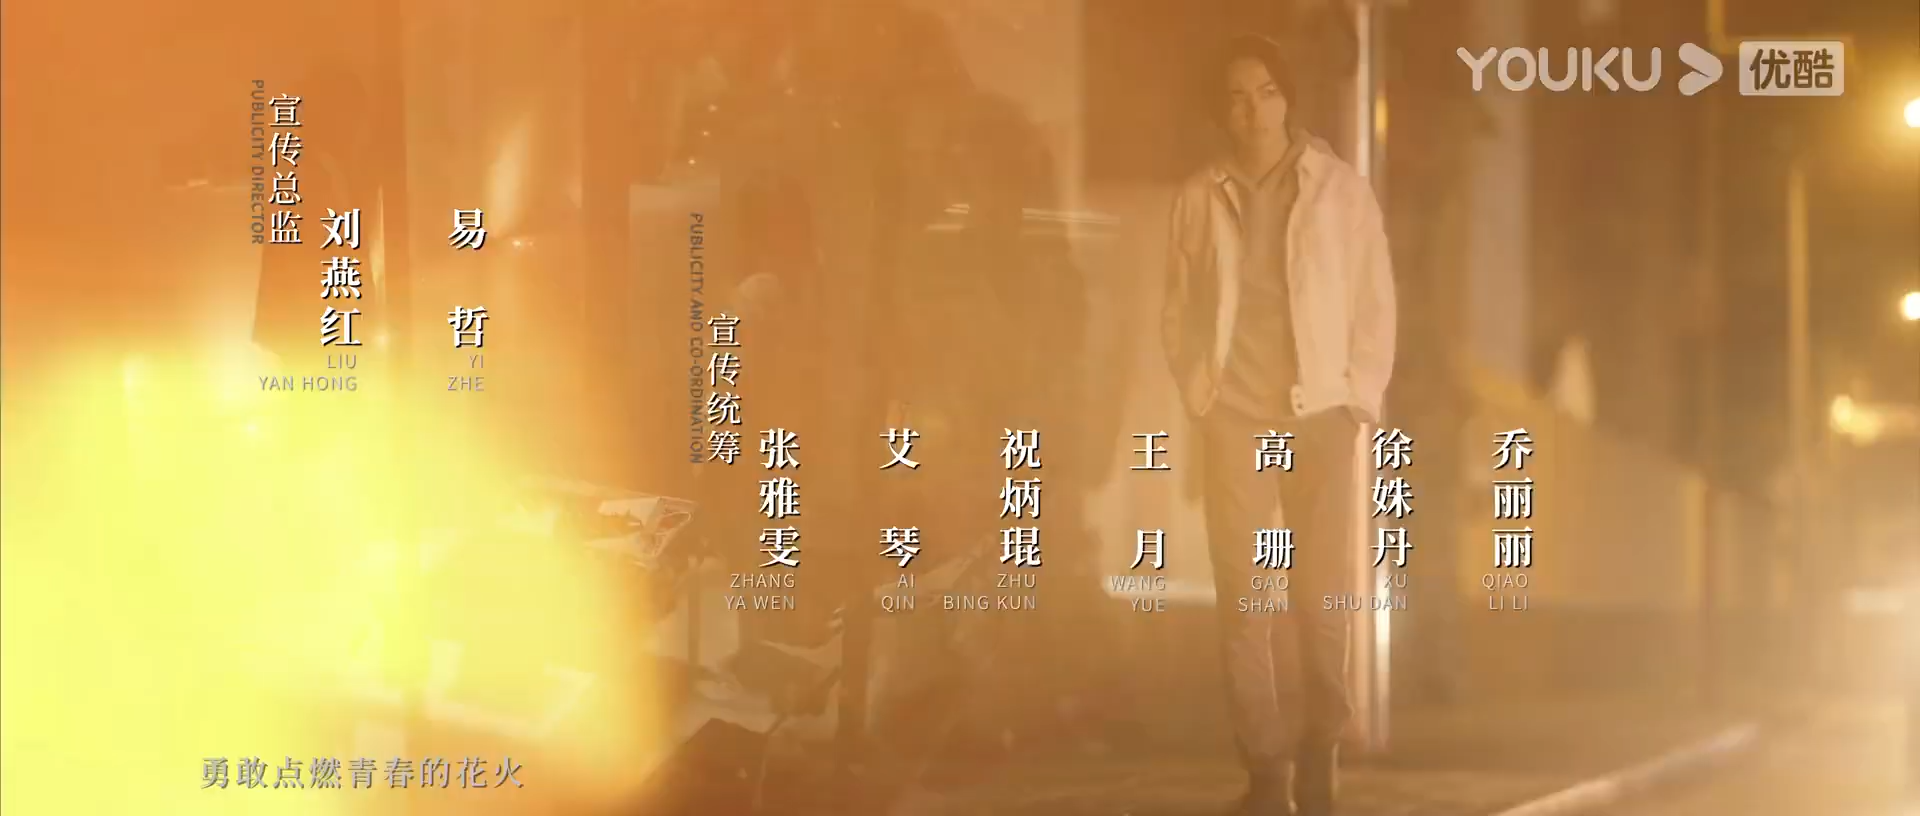 YOUKU 优酷
宣传总监
PUBLICITY DIRECTOR
刘燕红
LIU
YAN HONG
易哲
YI
ZHE
宣传统筹
PUBLICITY AND CO-ORDINATION
张雅雯
ZHANG
YA WEN
艾琴
AI
QIN
祝炳琨
ZHU
BING KUN
王月
WANG
YUE
高珊
GAO
SHAN
徐姝丹
XU
SHU DAN
乔丽丽
QIAO
LI LI
勇敢点燃青春的花火